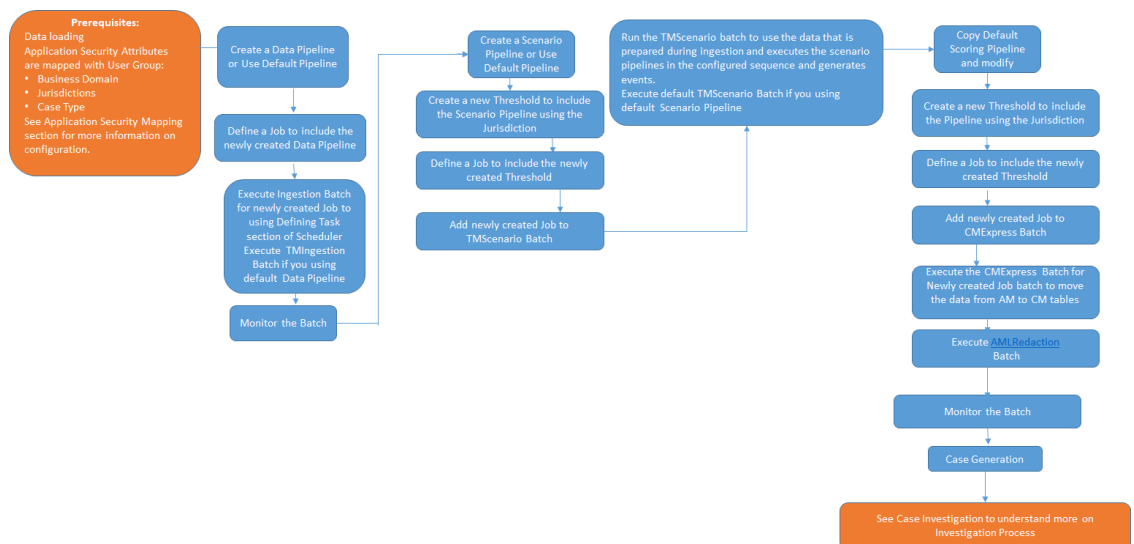 Prerequisites:
Data loading
Application Security Attributes
are mapped with User Group:
• Business Domain
• Jurisdictions
• Case Type
See Application Security Mapping
section for more information on
configuration.
Create a Data Pipeline
or Use Default Pipeline
Define a Job to include the
newly created Data Pipeline
Execute Ingestion Batch
for newly created Job to
using Defining Task
section of Scheduler
Execute TMIngestion
Batch if you using
default Data Pipeline
Monitor the Batch
Create a Scenario
Pipeline or Use
Default Pipeline
Create a new Threshold to include
the Scenario Pipeline using the
Jurisdiction
Define a Job to include the newly
created Threshold
Add newly created Job to
TMScenario Batch
Run the TMScenario batch to use the data that is
prepared during ingestion and executes the scenario
pipelines in the configured sequence and generates
events.
Execute default TMScenario Batch if you using
default Scenario Pipeline
Copy Default
Scoring Pipeline
and modify
Create a new Threshold to include
the Pipeline using the Jurisdiction
Define a Job to include the newly
created Threshold
Add newly created Job to
CMExpress Batch
Execute the CMExpress Batch for
Newly created Job batch to move
the data from AM to CM tables
Execute AMLRedaction
Batch
Monitor the Batch
Case Generation
See Case Investigation to understand more on
Investigation Process